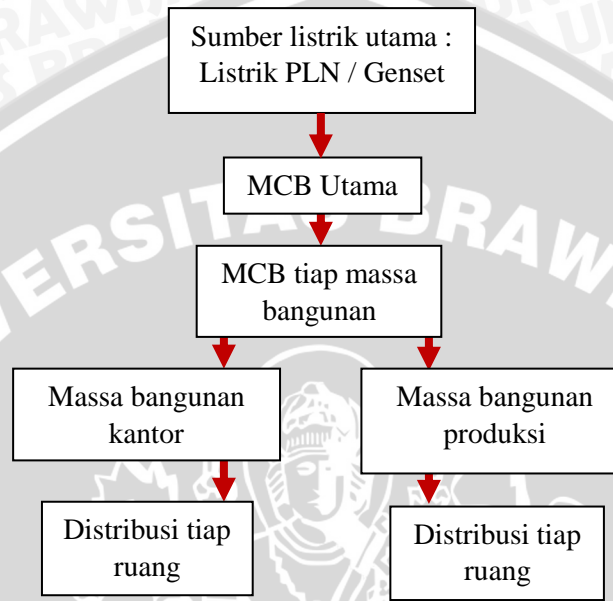 Sumber listrik utama :
Listrik PLN / Genset
MCB Utama
MCB tiap massa
bangunan
Massa bangunan
kantor
Massa bangunan
produksi
Distribusi tiap
ruang
Distribusi tiap
ruang